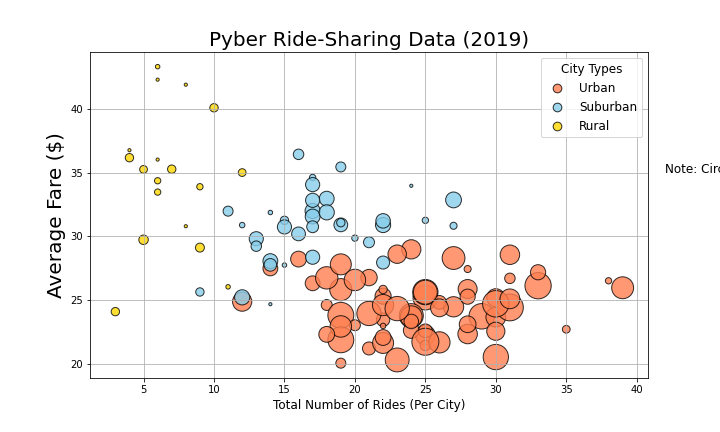 Pyber Ride-Sharing Data (2019)
City Types
Urban
Suburban
Rural
Note:
Average Fare ($)
40
35
30
25
20
5
10
15
20
25
30
35
40
Total Number of Rides (Per City)